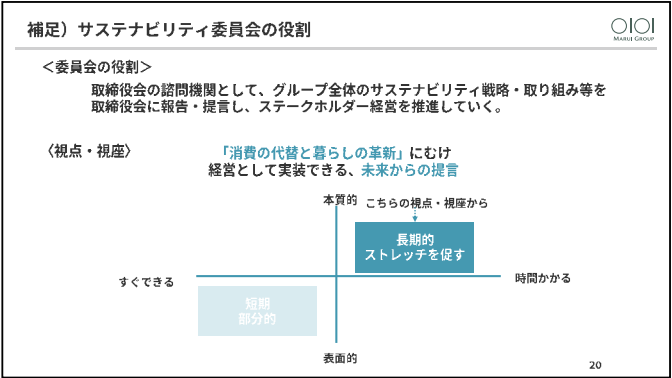 補足）サステナビリティ委員会の役割
OIOI
MARUI GROUP
＜委員会の役割＞
取締役会の諮問機関として、グループ全体のサステナビリティ戦略・取り組み等を
取締役会に報告・提言し、ステークホルダー経営を推進していく。
〈視点・視座〉
「消費の代替と暮らしの革新」にむけ
経営として実装できる、未来からの提言
本質的
こちらの視点・視座から
長期的
ストレッチを促す
すぐできる
時間かかる
短期
部分的
表面的
20